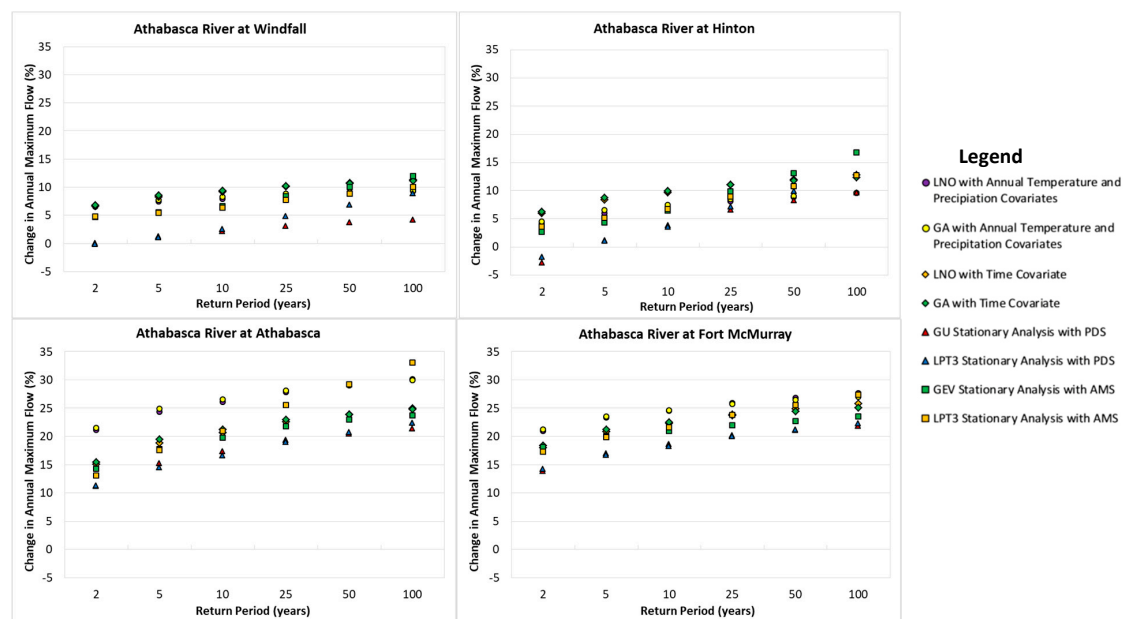 Athabasca River at Windfall
Change in Annual Maximum Flow (%)
35
30
25
20
15
10
5
0
-5
2 5 10 25 50 100
Return Period (years)
Athabasca River at Hinton
Change in Annual Maximum Flow (%)
35
30
25
20
15
10
5
0
-5
2 5 10 25 50 100
Return Period (years)
Athabasca River at Athabasca
Change in Annual Maximum Flow (%)
35
30
25
20
15
10
5
0
-5
2 5 10 25 50 100
Return Period (years)
Athabasca River at Fort McMurray
Change in Annual Maximum Flow (%)
35
30
25
20
15
10
5
0
-5
2 5 10 25 50 100
Return Period (years)
Legend
LNO with Annual Temperature and
Precipitation Covariates
GA with Annual Temperature and
Precipitation Covariates
LNO with Time Covariate
GA with Time Covariate
GU Stationary Analysis with PDS
LPT3 Stationary Analysis with PDS
GEV Stationary Analysis with AMS
LPT3 Stationary Analysis with AMS